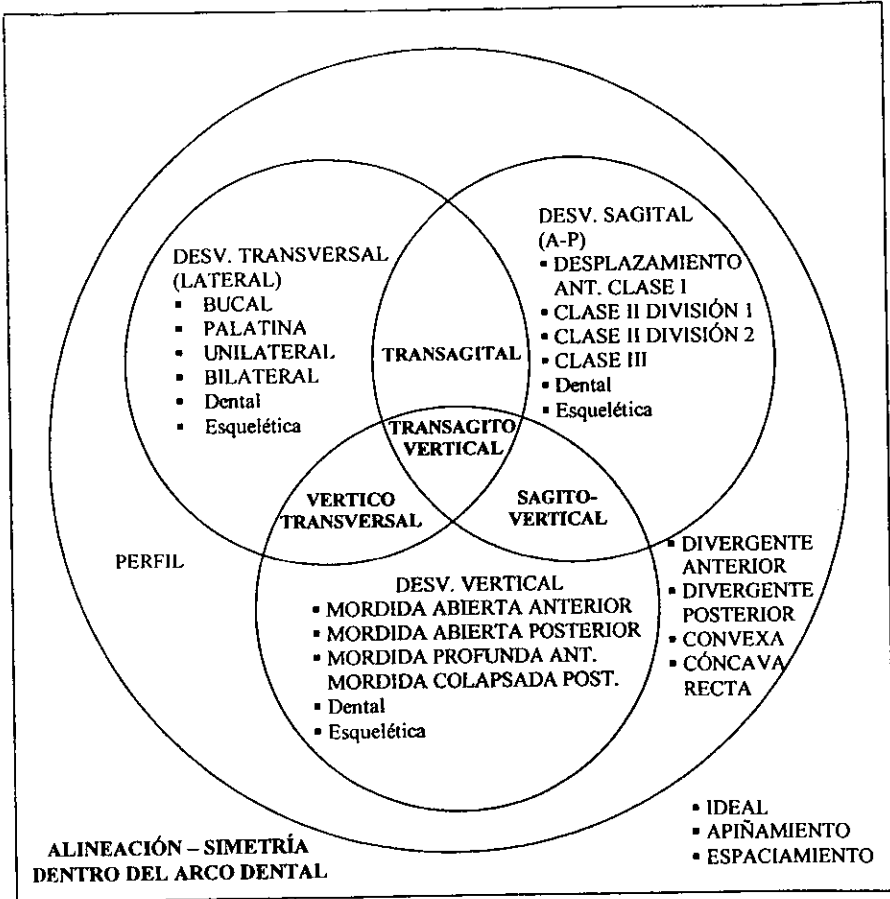 DESV. TRANSVERSAL
(LATERAL)
▪ BUCAL
▪ PALATINA
▪ UNILATERAL
▪ BILATERAL
▪ Dental
▪ Esquelética
DESV. SAGITAL
(A-P)
▪ DESPLAZAMIENTO
ANT. CLASE I
▪ CLASE II DIVISIÓN 1
▪ CLASE II DIVISIÓN 2
▪ CLASE III
▪ Dental
▪ Esquelética
TRANSAGITAL
TRANSAGITO
VERTICAL
VERTICO
TRANSVERSAL
SAGITO-
VERTICAL
PERFIL
▪ DIVERGENTE
ANTERIOR
▪ DIVERGENTE
POSTERIOR
▪ CONVEXA
▪ CÓNCAVA
RECTA
DESV. VERTICAL
▪ MORDIDA ABIERTA ANTERIOR
▪ MORDIDA ABIERTA POSTERIOR
▪ MORDIDA PROFUNDA ANT.
MORDIDA COLAPSADA POST.
▪ Dental
▪ Esquelética
ALINEACIÓN – SIMETRÍA
DENTRO DEL ARCO DENTAL
▪ IDEAL
▪ APIÑAMIENTO
▪ ESPACIAMIENTO